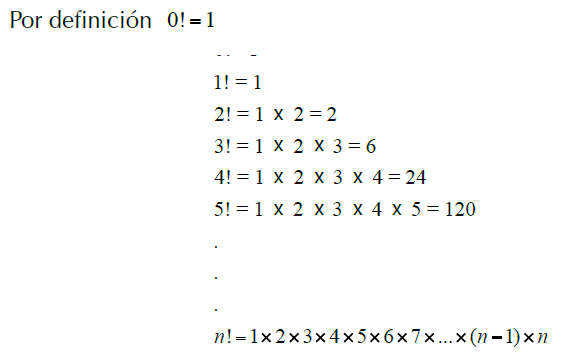 Por definición 0! = 1
1! = 1
2! = 1 x 2 = 2
3! = 1 x 2 x 3 = 6
4! = 1 x 2 x 3 x 4 = 24
5! = 1 x 2 x 3 x 4 x 5 = 120
.
.
.
n! = 1×2×3×4×5×6×7×...×(n−1)×n